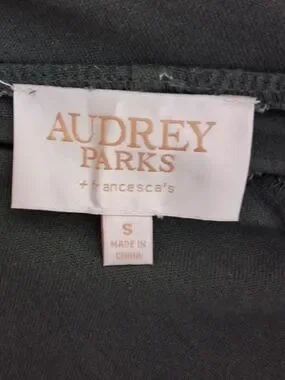 AUDREY
PARKS
+francesca's
S
MADE IN
CHINA